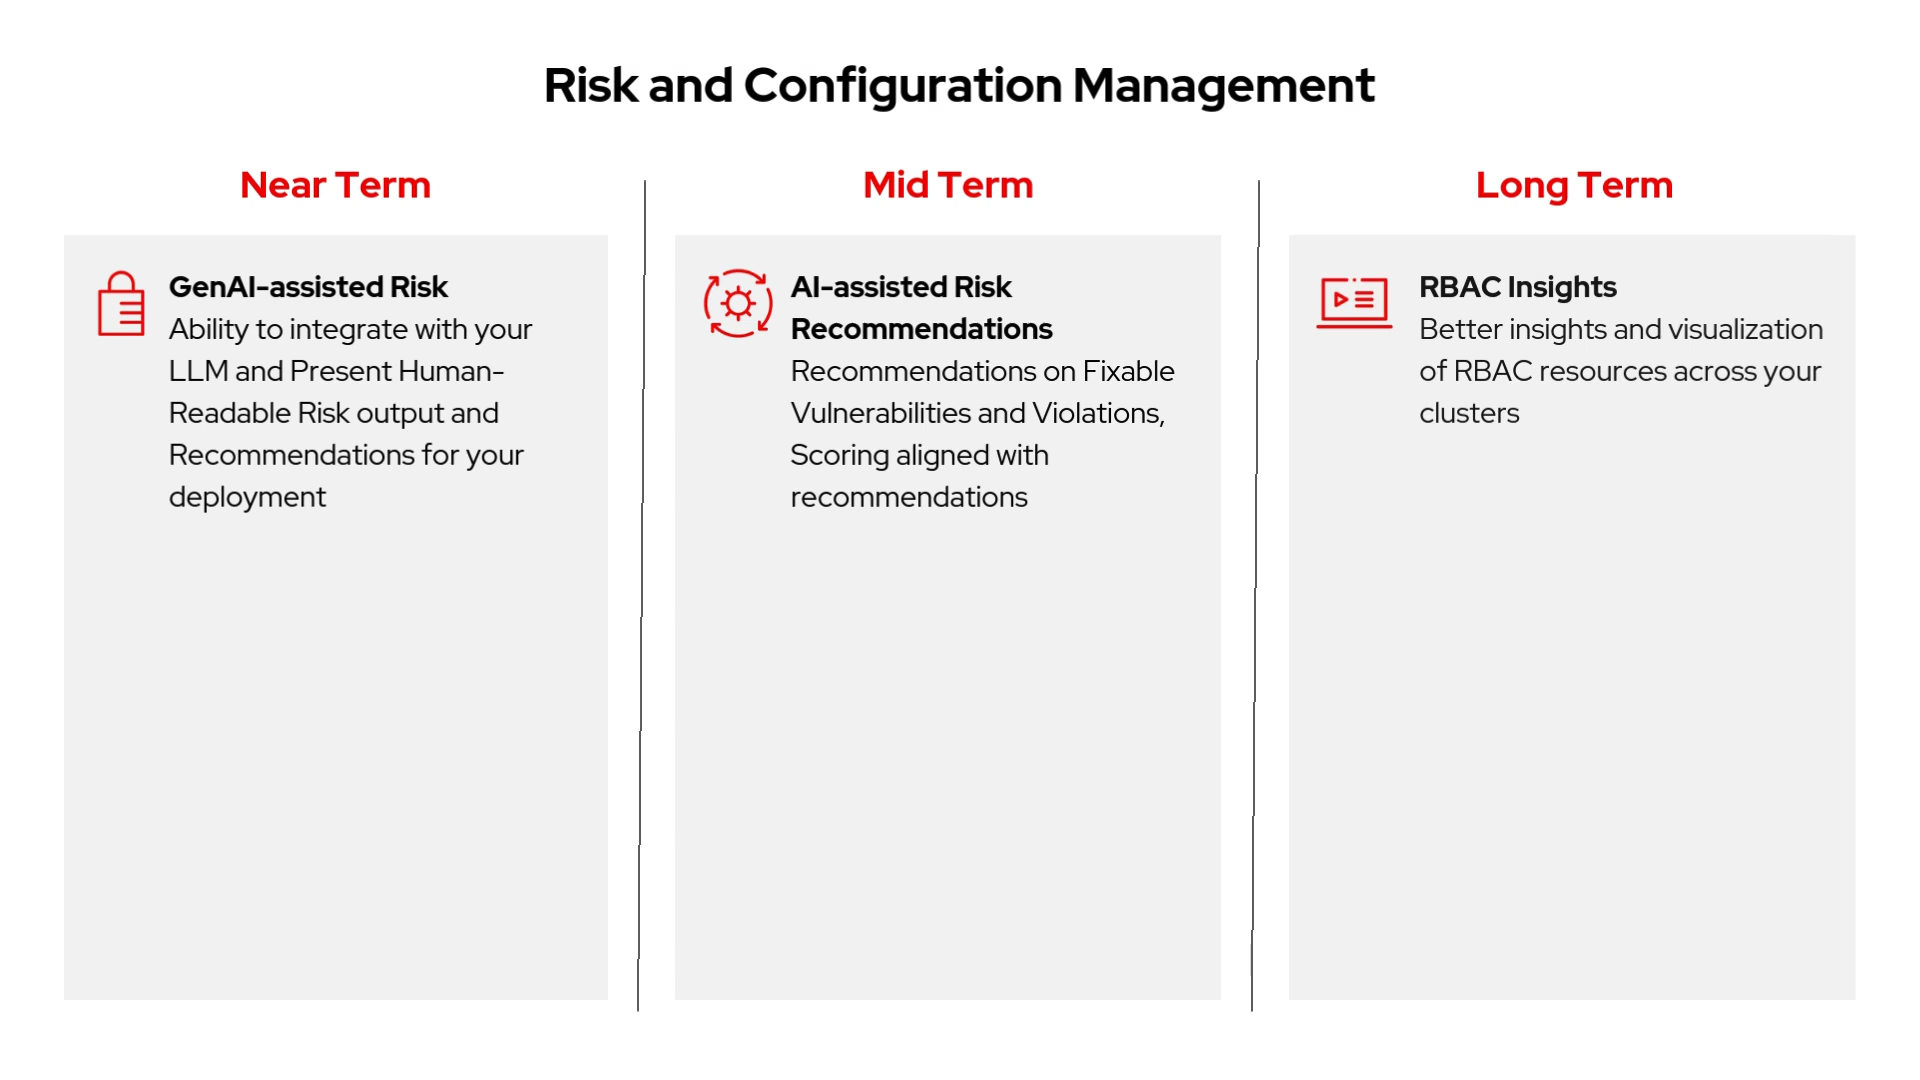 Risk and Configuration Management
Near Term
GenAI-assisted Risk
Ability to integrate with your
LLM and Present Human-
Readable Risk output and
Recommendations for your
deployment
Mid Term
AI-assisted Risk
Recommendations
Recommendations on Fixable
Vulnerabilities and Violations,
Scoring aligned with
recommendations
Long Term
RBAC Insights
Better insights and visualization
of RBAC resources across your
clusters